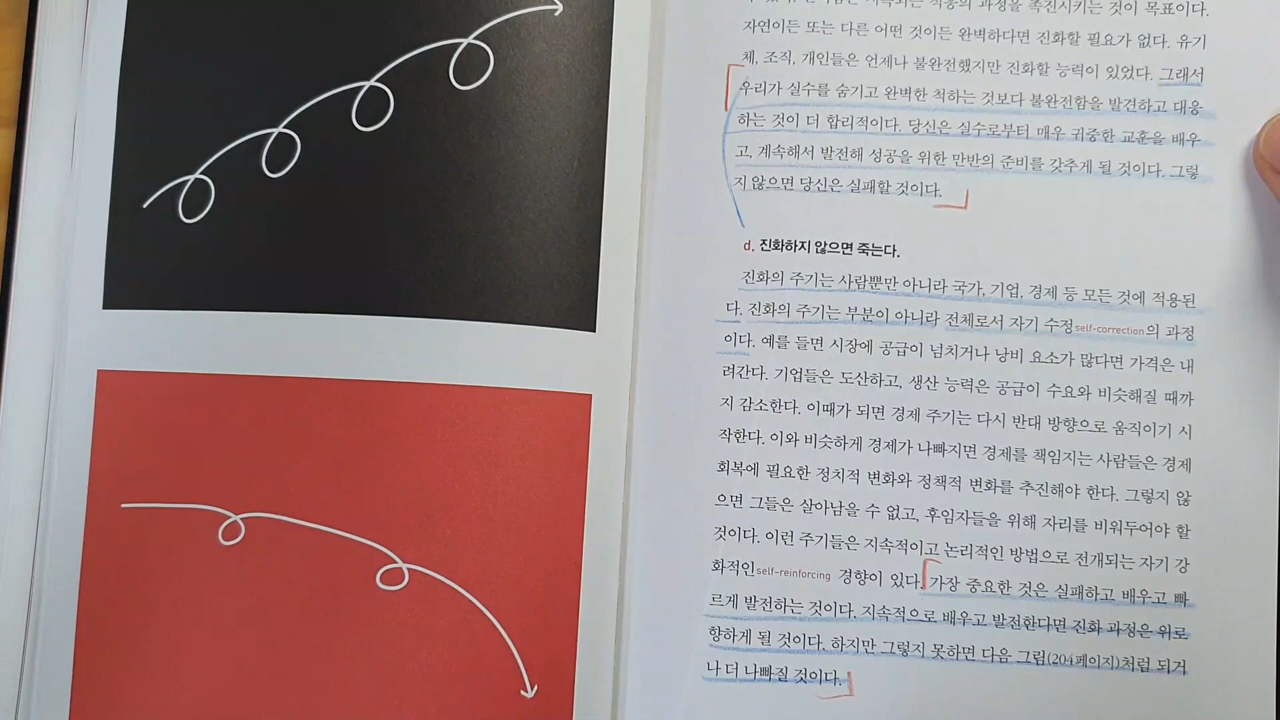 적응의 과정을 촉진시키는 것이 목표이다.
자연이든 또는 다른 어떤 것이든 완벽하다면 진화할 필요가 없다. 유기
체, 조직, 개인들은 언제나 불완전했지만 진화할 능력이 있었다. 그래서
우리가 실수를 숨기고 완벽한 척하는 것보다 불완전함을 발견하고 대응
하는 것이 더 합리적이다. 당신은 실수로부터 매우 귀중한 교훈을 배우
고, 계속해서 발전해 성공을 위한 만반의 준비를 갖추게 될 것이다. 그렇
지 않으면 당신은 실패할 것이다.
d. 진화하지 않으면 죽는다.
진화의 주기는 사람뿐만 아니라 국가, 기업, 경제 등 모든 것에 적용된
다. 진화의 주기는 부분이 아니라 전체로서 자기 수정self-correction의 과정
이다. 예를 들면 시장에 공급이 넘치거나 낭비 요소가 많다면 가격은 내
려간다. 기업들은 도산하고, 생산 능력은 공급이 수요와 비슷해질 때까
지 감소한다. 이때가 되면 경제 주기는 다시 반대 방향으로 움직이기 시
작한다. 이와 비슷하게 경제가 나빠지면 경제를 책임지는 사람들은 경제
회복에 필요한 정치적 변화와 정책적 변화를 추진해야 한다. 그렇지 않
으면 그들은 살아남을 수 없고, 후임자들을 위해 자리를 비워두어야 할
것이다. 이런 주기들은 지속적이고 논리적인 방법으로 전개되는 자기 강
화적인self-reinforcing 경향이 있다. 가장 중요한 것은 실패하고 배우고 빠
르게 발전하는 것이다. 지속적으로 배우고 발전한다면 진화 과정은 위로
향하게 될 것이다. 하지만 그렇지 못하면 다음 그림(204페이지)처럼 되거
나 더 나빠질 것이다.